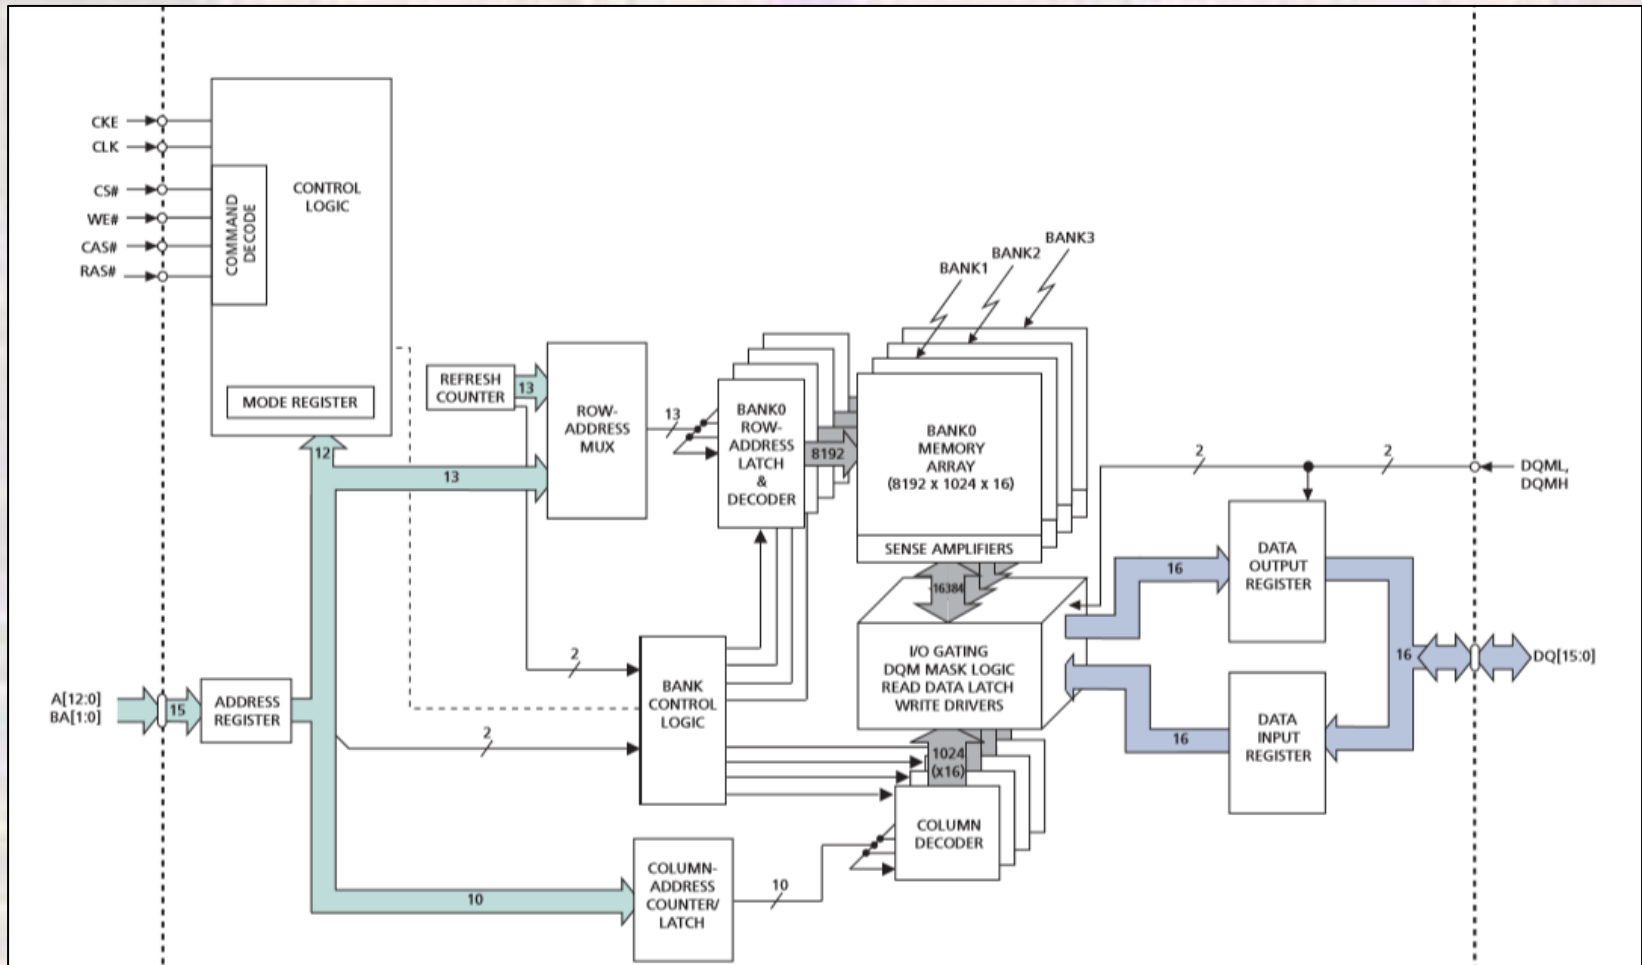 CKE
CLK
CS#
WE#
CAS#
RAS#
COMMAND
DECODE
CONTROL
LOGIC
MODE REGISTER
12
REFRESH
COUNTER
13
13
ROW-
ADDRESS
MUX
13
BANK0
ROW-
ADDRESS
LATCH
&
DECODER
8192
BANK1
BANK2
BANK3
BANK0
MEMORY
ARRAY
(8192 x 1024 x 16)
SENSE AMPLIFIERS
16384
I/O GATING
DQM MASK LOGIC
READ DATA LATCH
WRITE DRIVERS
2
2
DQML,
DQMH
16
DATA
OUTPUT
REGISTER
16
DQ[15:0]
16
DATA
INPUT
REGISTER
A[12:0]
BA[1:0]
15
ADDRESS
REGISTER
2
2
BANK
CONTROL
LOGIC
1024
(x16)
COLUMN
DECODER
10
COLUMN-
ADDRESS
COUNTER/
LATCH
10